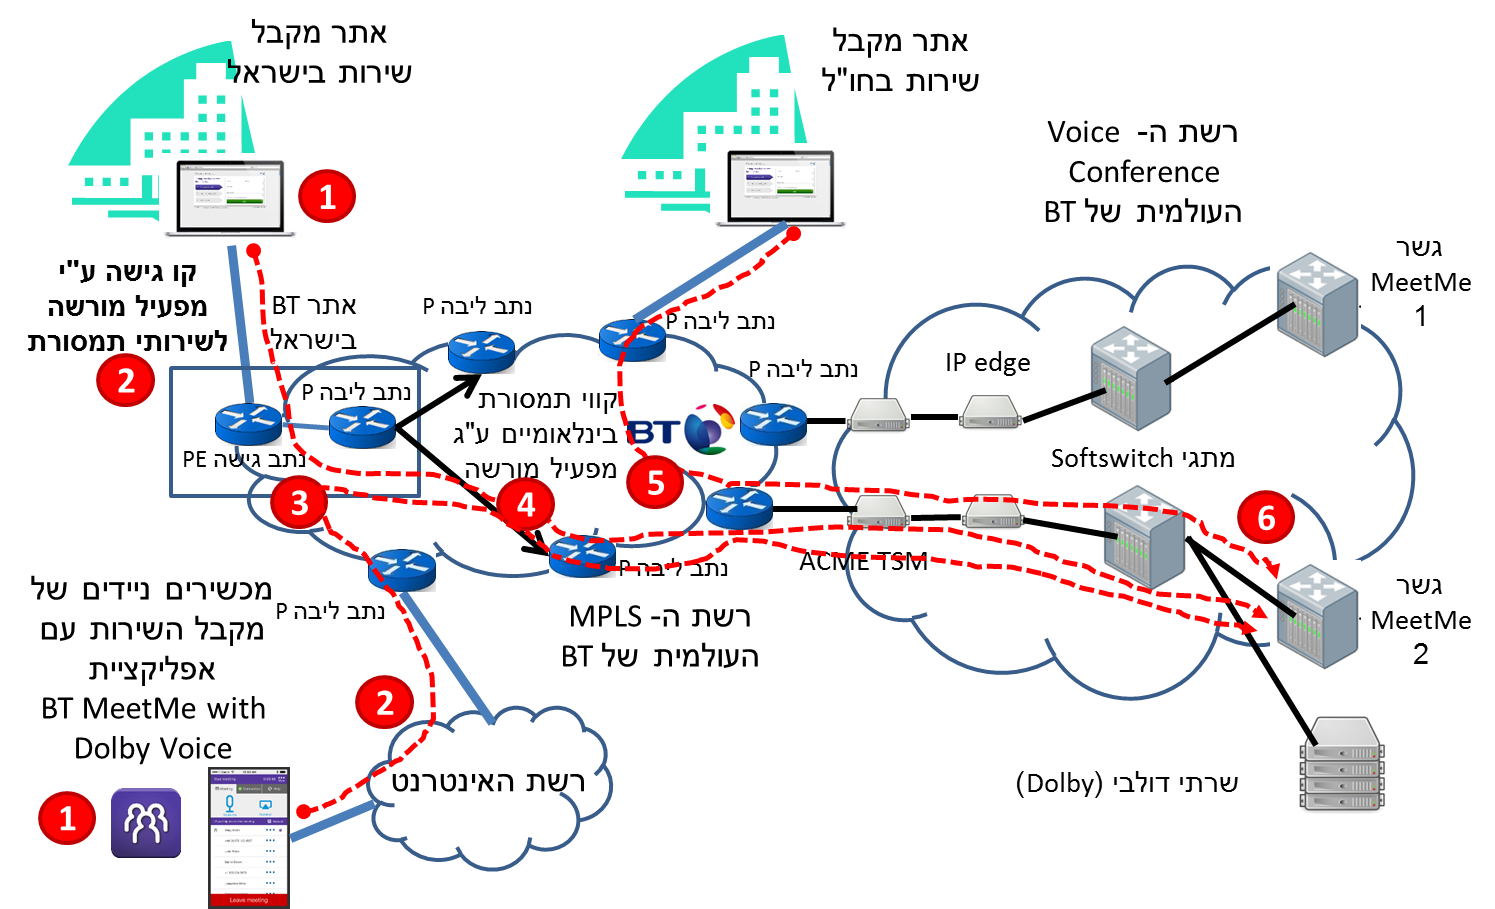 אתר מקבל
שירות בישראל
אתר מקבל
שירות בחו"ל
רשת ה- Voice
Conference
העולמית של BT
גשר
MeetMe
1
1
קו גישה ע"י
מפעיל מורשה
לשירותי תמסורת
2
אתר BT
בישראל
נתב ליבה P
נתב ליבה P
נתב ליבה P
נתב ליבה P
IP edge
קווי תמסורת
בינלאומיים ע"ג
מפעיל מורשה
BT
נתב גישה PE
מתגי Softswitch
3
4
5
6
ACME TSM
נתב ליבה P
נתב ליבה P
גשר
MeetMe
2
מכשירים ניידים של
מקבל השירות עם
אפליקציית
BT MeetMe with
Dolby Voice
רשת ה- MPLS
העולמית של BT
2
רשת האינטרנט
שרתי דולבי (Dolby)
1
Leave meeting